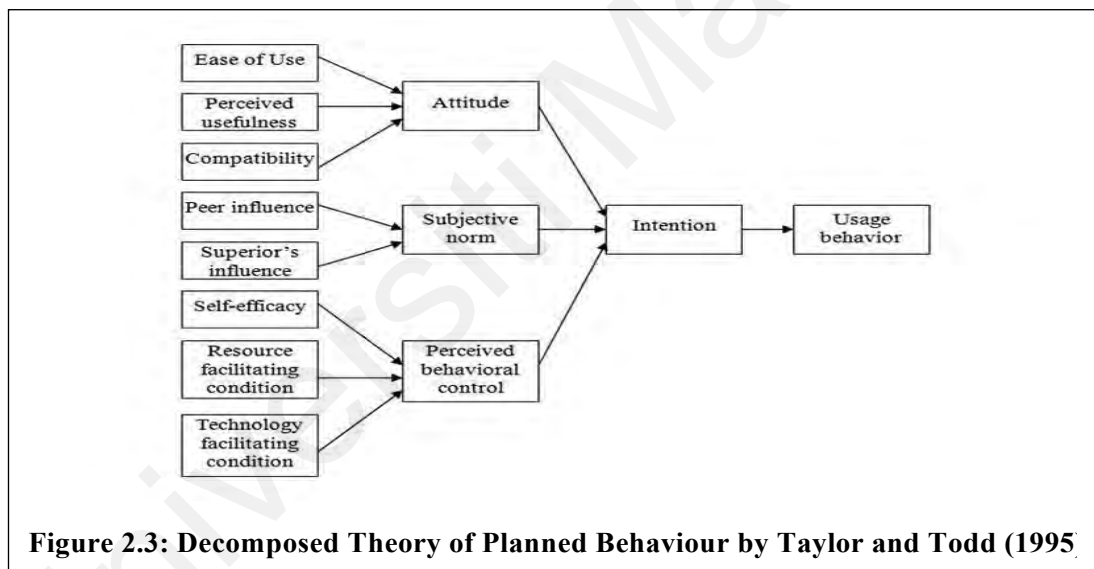 Ease of Use
Perceived
usefulness
Compatibility
Peer influence
Superior's
influence
Self-efficacy
Resource
facilitating
condition
Technology
facilitating
condition
Attitude
Subjective
norm
Perceived
behavioral
control
Intention
Usage
behavior
Figure 2.3: Decomposed Theory of Planned Behaviour by Taylor and Todd (1995)